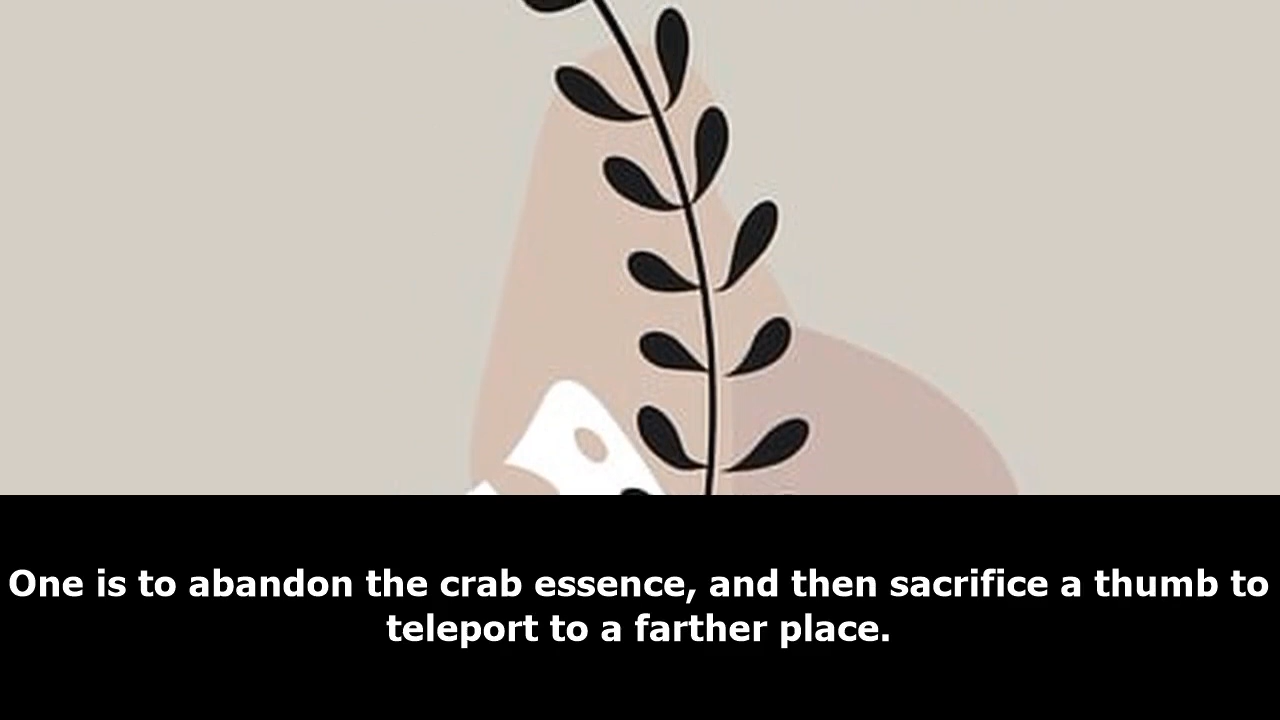 One is to abandon the crab essence, and then sacrifice a thumb to
teleport to a farther place.